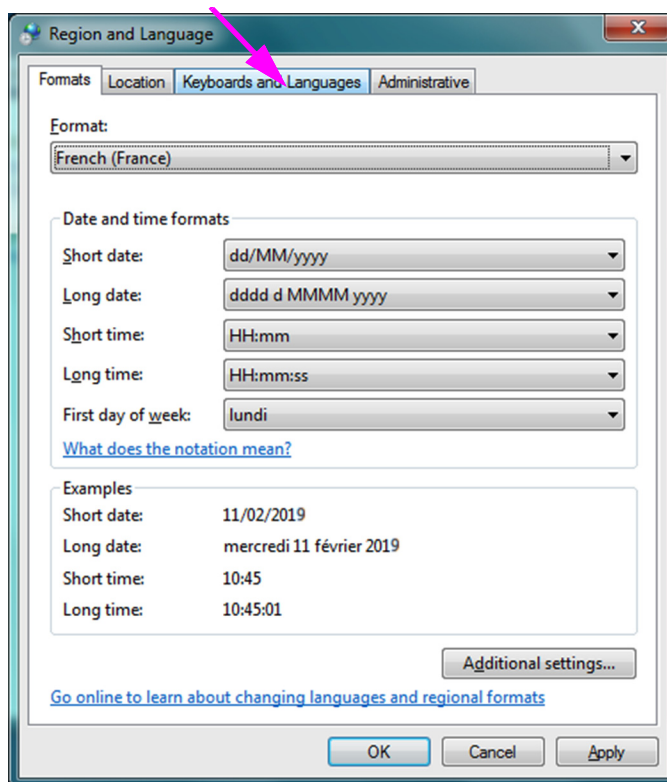 Region and Language
Formats Location Keyboards and Languages Administrative
Format:
French (France)
Date and time formats
Short date: dd/MM/yyyy
Long date: dddd d MMMM yyyy
Short time: HH:mm
Long time: HH:mm:ss
First day of week: lundi
What does the notation mean?
Examples
Short date: 11/02/2019
Long date: mercredi 11 février 2019
Short time: 10:45
Long time: 10:45:01
Additional settings...
Go online to learn about changing languages and regional formats
OK Cancel Apply